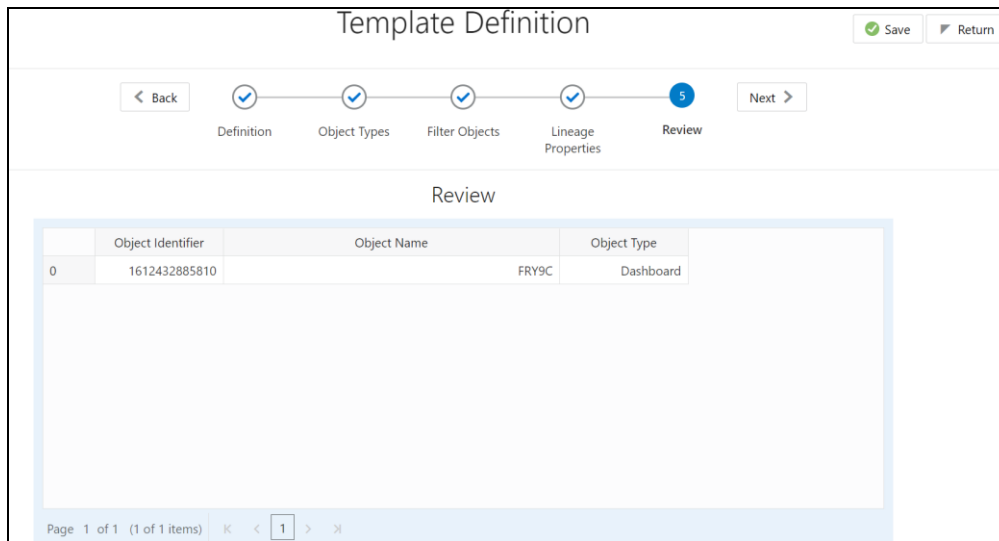 Template Definition
Save
Return
Back
Definition
Object Types
Filter Objects
Lineage
Properties
5
Review
Next
Review
Object Identifier Object Name Object Type
0 1612432885810 FRY9C Dashboard
Page 1 of 1 (1 of 1 items) K < 1 > >|